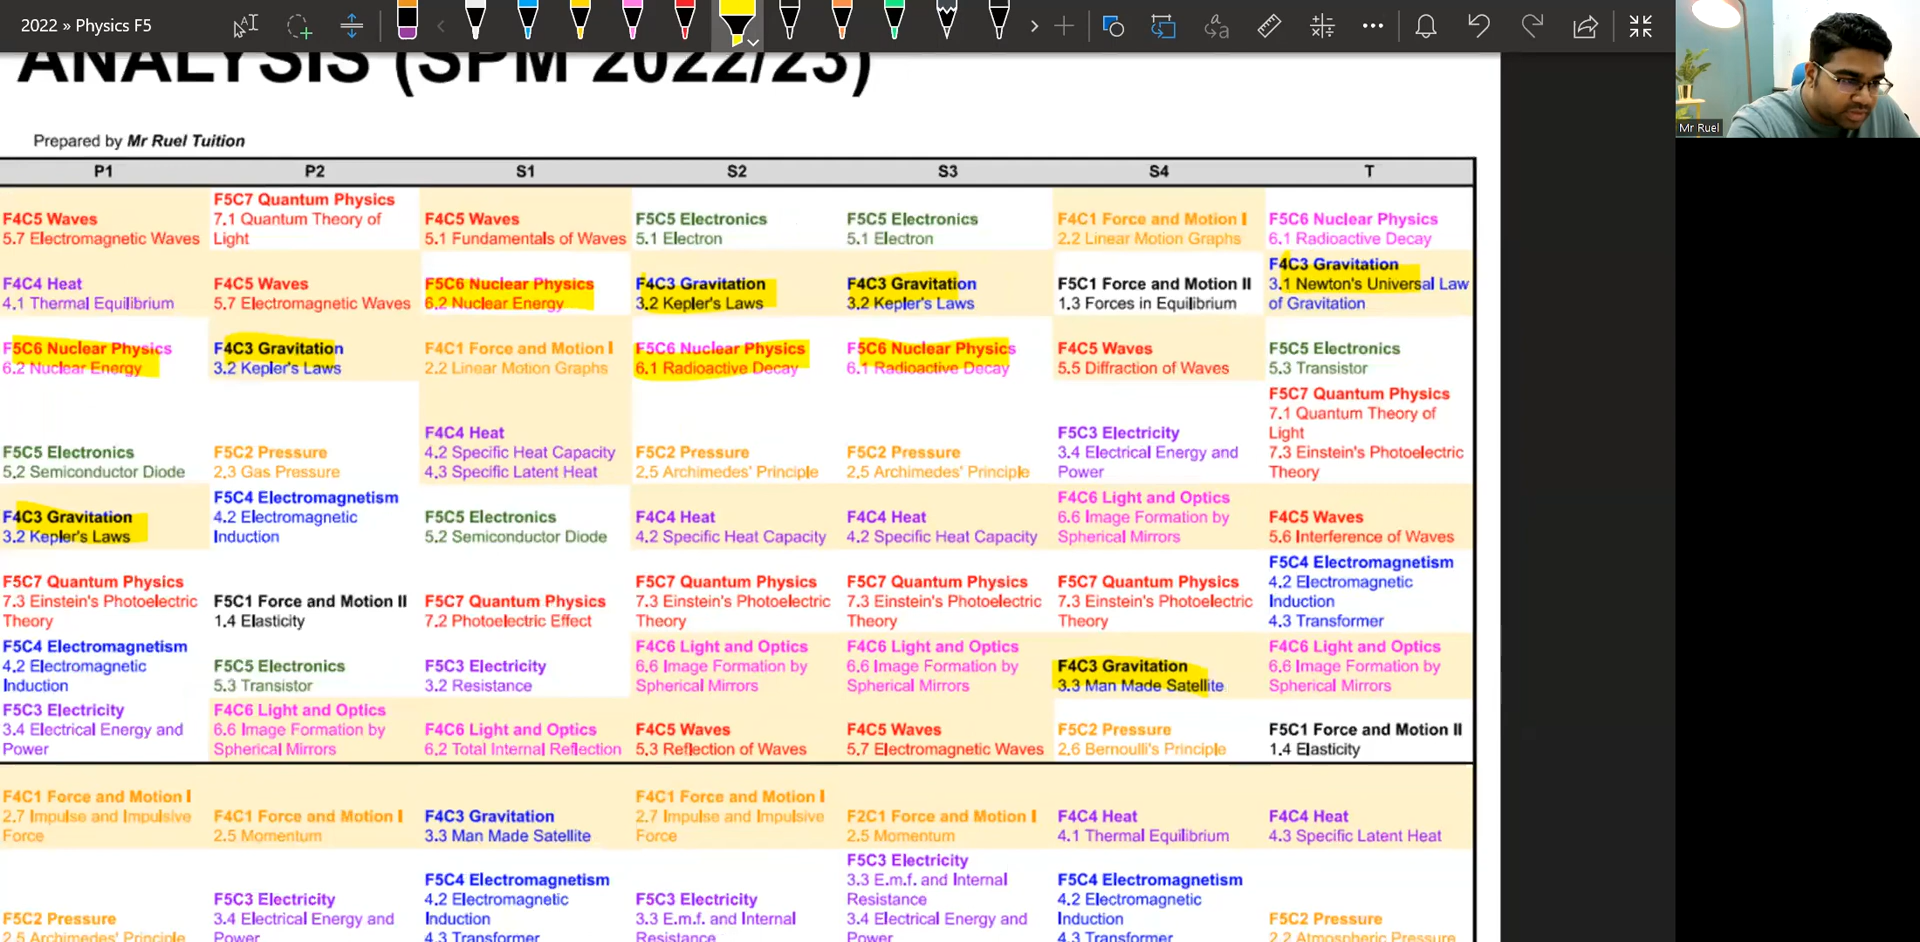 2022 » Physics F5
ANALYSIS (SPM 2022/23)
Mr Ruel
Prepared by Mr Ruel Tuition
P1 P2 S1 S2 S3 S4 T
F4C5 Waves
5.7 Electromagnetic Waves
F5C7 Quantum Physics
7.1 Quantum Theory of
Light
F4C5 Waves
5.1 Fundamentals of Waves
F5C5 Electronics
5.1 Electron
F5C5 Electronics
5.1 Electron
F4C1 Force and Motion I
2.2 Linear Motion Graphs
F5C6 Nuclear Physics
6.1 Radioactive Decay
F4C4 Heat
4.1 Thermal Equilibrium
F4C5 Waves
5.7 Electromagnetic Waves
F5C6 Nuclear Physics
6.2 Nuclear Energy
F4C3 Gravitation
3.2 Kepler's Laws
F4C3 Gravitation
3.2 Kepler's Laws
F5C1 Force and Motion II
1.3 Forces in Equilibrium
F4C3 Gravitation
3.1 Newton's Universal Law
of Gravitation
F5C6 Nuclear Physics
6.2 Nuclear Energy
F4C3 Gravitation
3.2 Kepler's Laws
F4C1 Force and Motion I
2.2 Linear Motion Graphs
F5C6 Nuclear Physics
6.1 Radioactive Decay
F5C6 Nuclear Physics
6.1 Radioactive Decay
F4C5 Waves
5.5 Diffraction of Waves
F5C5 Electronics
5.3 Transistor
F5C5 Electronics
5.2 Semiconductor Diode
F5C2 Pressure
2.3 Gas Pressure
F4C4 Heat
4.2 Specific Heat Capacity
4.3 Specific Latent Heat
F5C2 Pressure
2.5 Archimedes' Principle
F5C2 Pressure
2.5 Archimedes' Principle
F5C3 Electricity
3.4 Electrical Energy and
Power
F5C7 Quantum Physics
7.1 Quantum Theory of
Light
7.3 Einstein's Photoelectric
Theory
F4C3 Gravitation
3.2 Kepler's Laws
F5C4 Electromagnetism
4.2 Electromagnetic
Induction
F5C5 Electronics
5.2 Semiconductor Diode
F4C4 Heat
4.2 Specific Heat Capacity
F4C4 Heat
4.2 Specific Heat Capacity
F4C6 Light and Optics
6.6 Image Formation by
Spherical Mirrors
F4C5 Waves
5.6 Interference of Waves
F5C7 Quantum Physics
7.3 Einstein's Photoelectric
Theory
F5C1 Force and Motion II
1.4 Elasticity
F5C7 Quantum Physics
7.2 Photoelectric Effect
F5C7 Quantum Physics
7.3 Einstein's Photoelectric
Theory
F5C7 Quantum Physics
7.3 Einstein's Photoelectric
Theory
F5C7 Quantum Physics
7.3 Einstein's Photoelectric
Theory
F5C4 Electromagnetism
4.2 Electromagnetic
Induction
4.3 Transformer
F5C4 Electromagnetism
4.2 Electromagnetic
Induction
F5C5 Electronics
5.3 Transistor
F5C3 Electricity
3.2 Resistance
F4C6 Light and Optics
6.6 Image Formation by
Spherical Mirrors
F4C6 Light and Optics
6.6 Image Formation by
Spherical Mirrors
F4C3 Gravitation
3.3 Man Made Satellite
F4C6 Light and Optics
6.6 Image Formation by
Spherical Mirrors
F5C3 Electricity
3.4 Electrical Energy and
Power
F4C6 Light and Optics
6.6 Image Formation by
Spherical Mirrors
F4C6 Light and Optics
6.2 Total Internal Reflection
F4C5 Waves
5.3 Reflection of Waves
F4C5 Waves
5.7 Electromagnetic Waves
F5C2 Pressure
2.6 Bernoulli's Principle
F5C1 Force and Motion II
1.4 Elasticity
F4C1 Force and Motion I
2.7 Impulse and Impulsive
Force
F4C1 Force and Motion I
2.5 Momentum
F4C3 Gravitation
3.3 Man Made Satellite
F4C1 Force and Motion I
2.7 Impulse and Impulsive
Force
F2C1 Force and Motion I
2.5 Momentum
F4C4 Heat
4.1 Thermal Equilibrium
F4C4 Heat
4.3 Specific Latent Heat
F5C2 Pressure
2.5 Archimedes' Principle
F5C3 Electricity
3.4 Electrical Energy and
Power
F5C4 Electromagnetism
4.2 Electromagnetic
Induction
4.3 Transformer
F5C3 Electricity
3.3 E.m.f. and Internal
Resistance
F5C3 Electricity
3.3 E.m.f. and Internal
Resistance
3.4 Electrical Energy and
Power
F5C4 Electromagnetism
4.2 Electromagnetic
Induction
4.3 Transformer
F5C2 Pressure
2.2 Atmospheric Pressure